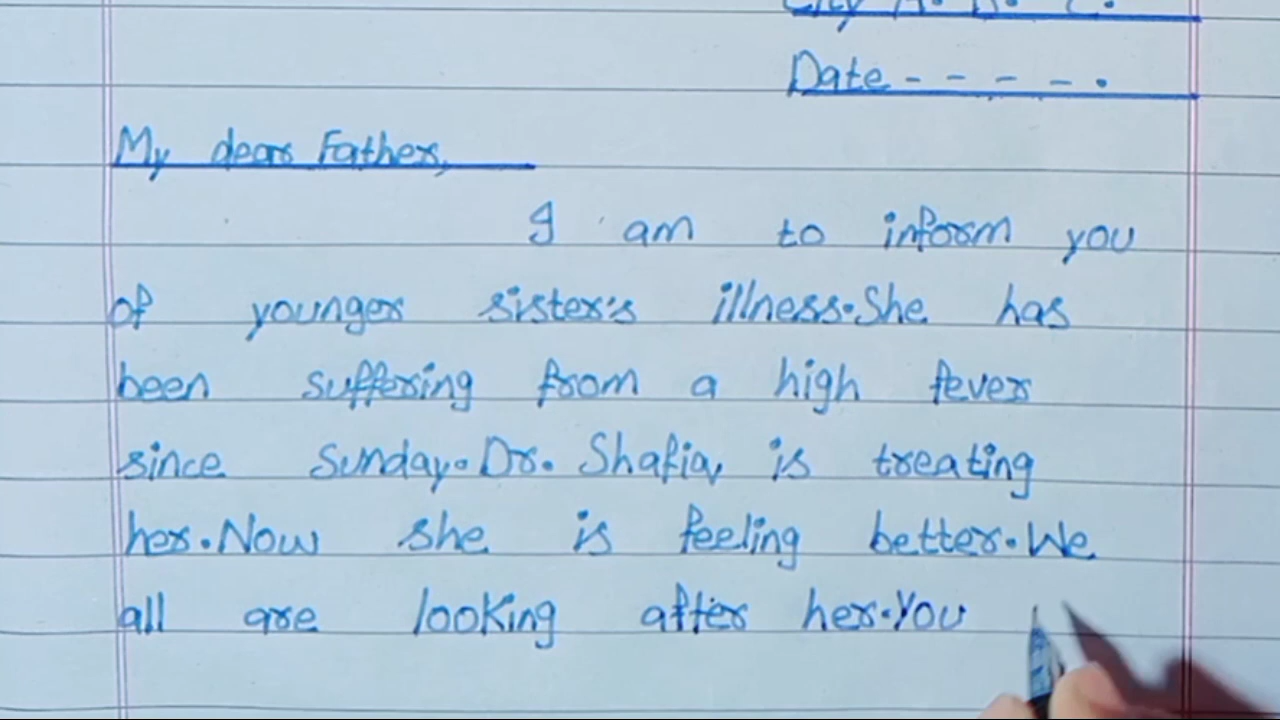 City A. B. C.
Date - - - - - .
My dear Father,
I am to inform you
of younger sister's illness.She has
been suffering from a high fever
since Sunday.Dr. Shafia, is treating
her.Now she is feeling better.We
all are looking after her.You